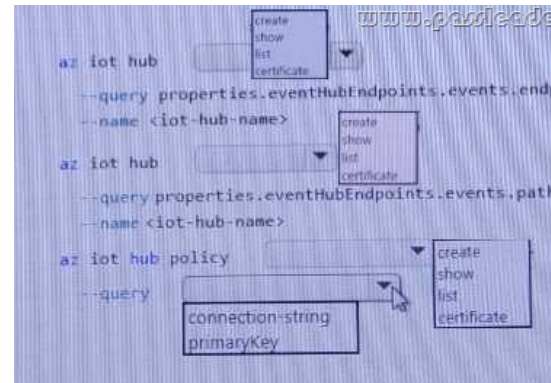 create
show
list
certificate
az iot hub
--query properties.eventHubEndpoints.events.end
--name <iot-hub-name>
create
show
list
certificate
az iot hub
--query properties.eventHubEndpoints.events.path
--name <iot-hub-name>
az iot hub policy
create
show
list
certificate
--query
connection-string
primaryKey